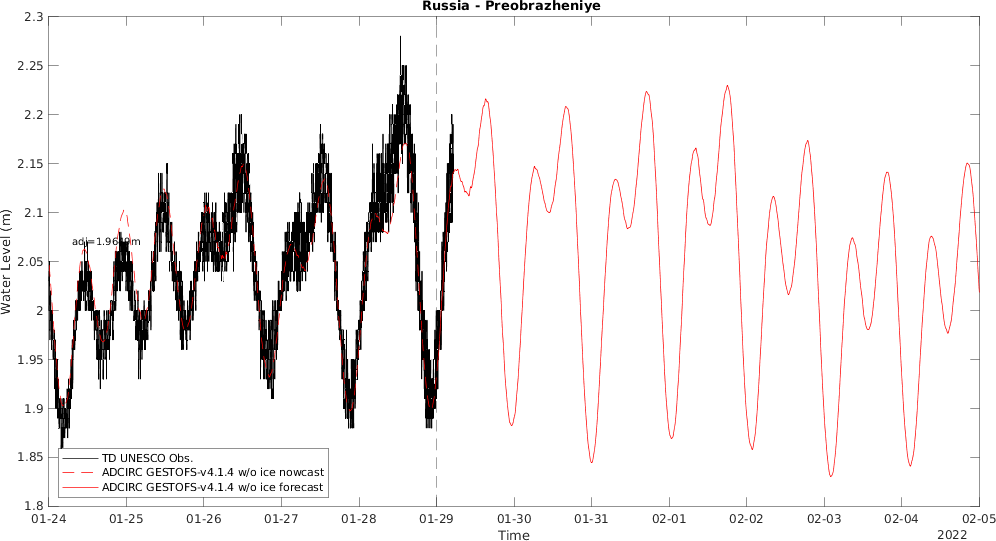 Russia - Preobrazheniye
Water Level (m)
2.3
2.25
2.2
2.15
2.1
2.05
2
1.95
1.9
1.85
1.8
TD UNESCO Obs.
ADCIRC GESTOFS-v4.1.4 w/o ice nowcast
ADCIRC GESTOFS-v4.1.4 w/o ice forecast
01-24 01-25 01-26 01-27 01-28 01-29 01-30 01-31 02-01 02-02 02-03 02-04 02-05
Time
2022